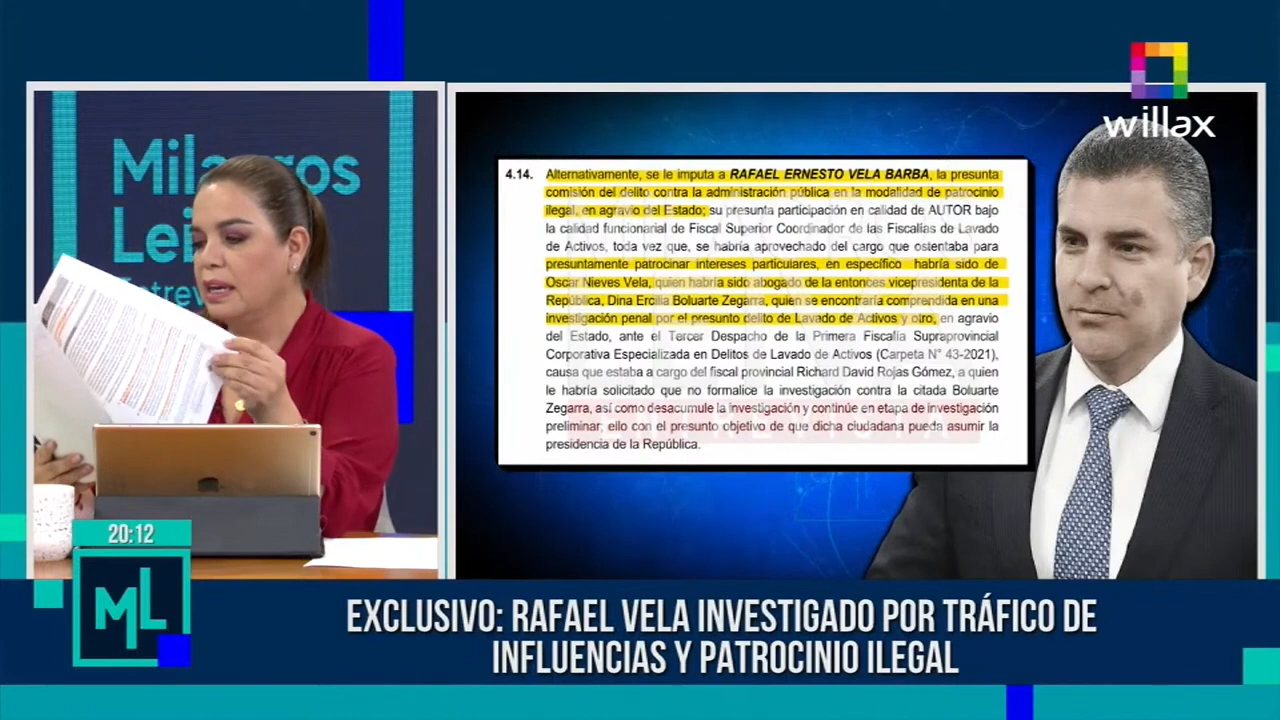 willax
Milagros
Lei
Entrev
4.14. Alternativamente, se le imputa a RAFAEL ERNESTO VELA BARBA, la presunta
comisión del delito contra la administración pública en la modalidad de patrocinio
ilegal, en agravio del Estado; su presunta participación en calidad de AUTOR bajo
la calidad funcionarial de Fiscal Superior Coordinador de las Fiscalías de Lavado
de Activos, toda vez que, se habría aprovechado del cargo que ostentaba para
presuntamente patrocinar intereses particulares, en específico habría sido de
Oscar Nieves Vela, quien habría sido abogado de la entonces vicepresidenta de la
República, Dina Ercilia Boluarte Zegarra, quien se encontraría comprendida en una
investigación penal por el presunto delito de Lavado de Activos y otro, en agravio
del Estado, ante el Tercer Despacho de la Primera Fiscalía Supraprovincial
Corporativa Especializada en Delitos de Lavado de Activos (Carpeta N° 43-2021),
causa que estaba a cargo del fiscal provincial Richard David Rojas Gómez, a quien
le habría solicitado que no formalice la investigación contra la citada Boluarte
Zegarra, así como desacumule la investigación y continúe en etapa de investigación
preliminar; ello con el presunto objetivo de que dicha ciudadana pueda asumir la
presidencia de la República.
20:12
ML
EXCLUSIVO: RAFAEL VELA INVESTIGADO POR TRÁFICO DE
INFLUENCIAS Y PATROCINIO ILEGAL